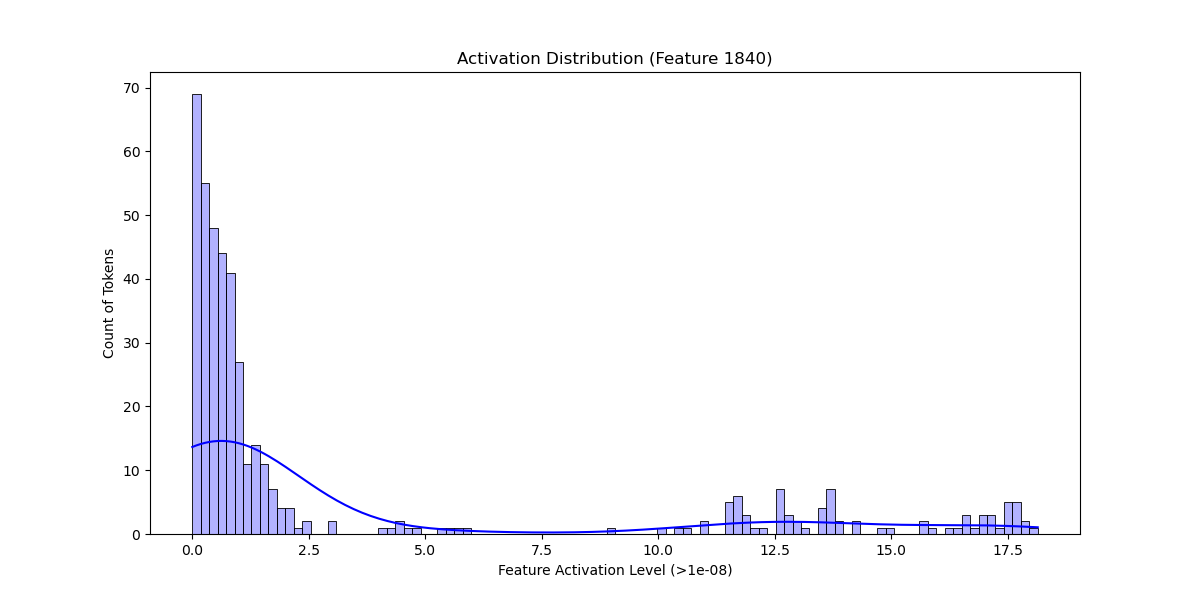 Activation Distribution (Feature 1840)
70
60
50
40
30
20
10
0
Count of Tokens
0.0 2.5 5.0 7.5 10.0 12.5 15.0 17.5
Feature Activation Level (>1e-08)